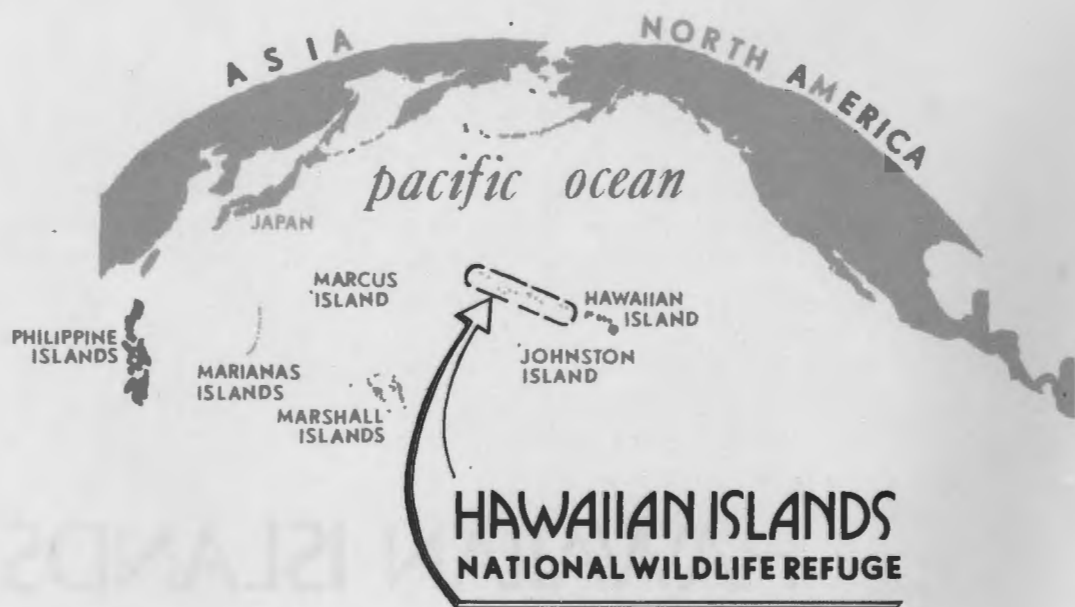 ASIA
NORTH AMERICA
pacific ocean
JAPAN
MARCUS
ISLAND
HAWAIIAN
ISLAND
PHILIPPINE
ISLANDS
JOHNSTON
ISLAND
MARIANAS
ISLANDS
MARSHALL
ISLANDS
HAWAIIAN ISLANDS
NATIONAL WILDLIFE REFUGE